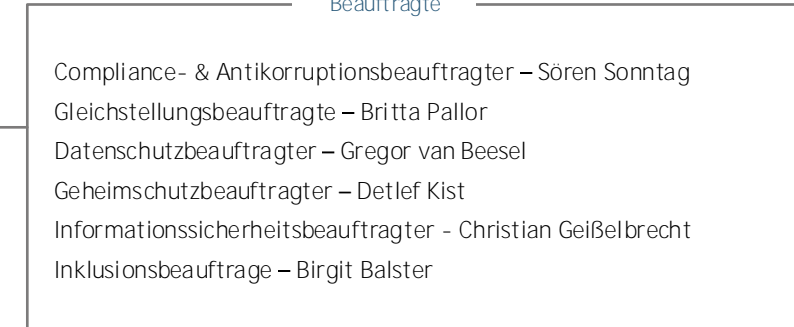 Beauftragte
Compliance- & Antikorruptionsbeauftragter – Sören Sonntag
Gleichstellungsbeauftragte – Britta Pallor
Datenschutzbeauftragter – Gregor van Beesel
Geheimschutzbeauftragter – Detlef Kist
Informationssicherheitsbeauftragter - Christian Geißelbrecht
Inklusionsbeauftrage – Birgit Balster